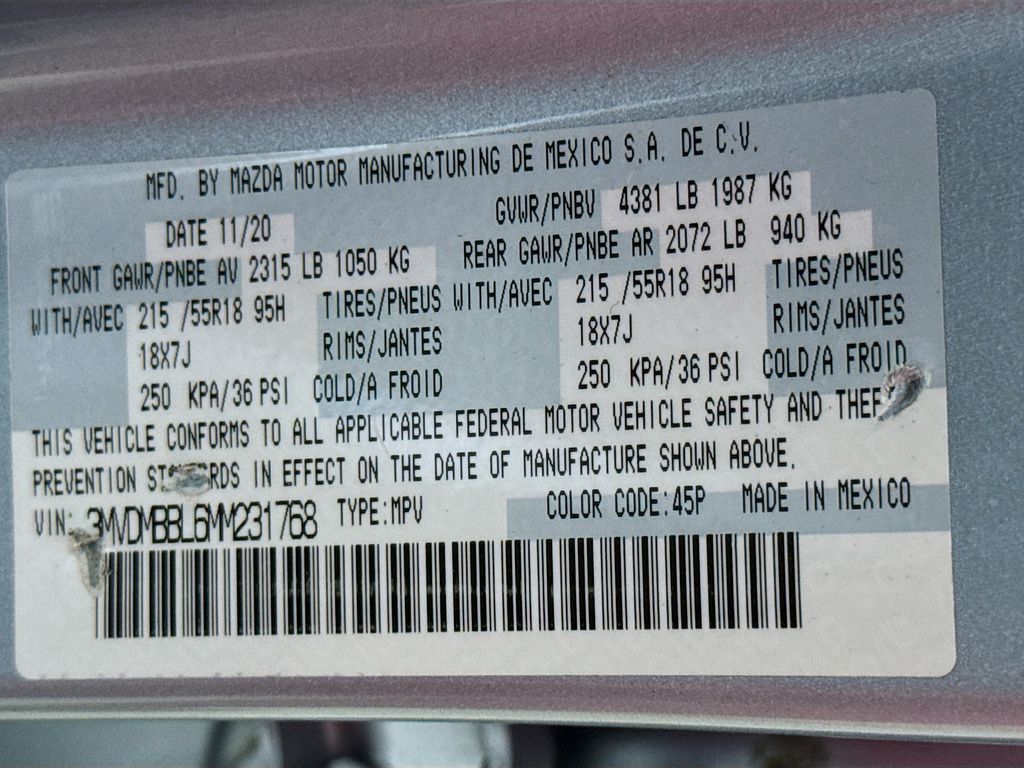 MFD. BY MAZDA MOTOR MANUFACTURING DE MEXICO S.A. DE C.V.
DATE 11/20 GVWR/PNBV 4381 LB 1987 KG
FRONT GAWR/PNBE AV 2315 LB 1050 KG REAR GAWR/PNBE AR 2072 LB 940 KG
WITH/AVEC 215 /55R18 95H TIRES/PNEUS WITH/AVEC 215 /55R18 95H TIRES/PNEUS
18X7J RIMS/JANTES 18X7J RIMS/JANTES
250 KPA/36 PSI COLD/A FROID 250 KPA/36 PSI COLD/A FROID
THIS VEHICLE CONFORMS TO ALL APPLICABLE FEDERAL MOTOR VEHICLE SAFETY AND
PREVENTION IN EFFECT ON THE DATE OF MANUFACTURE SHOWN ABOVE.
VIN: 3MVDMBBL6MM231768 TYPE:MPV COLOR CODE:45P MADE IN MEXICO